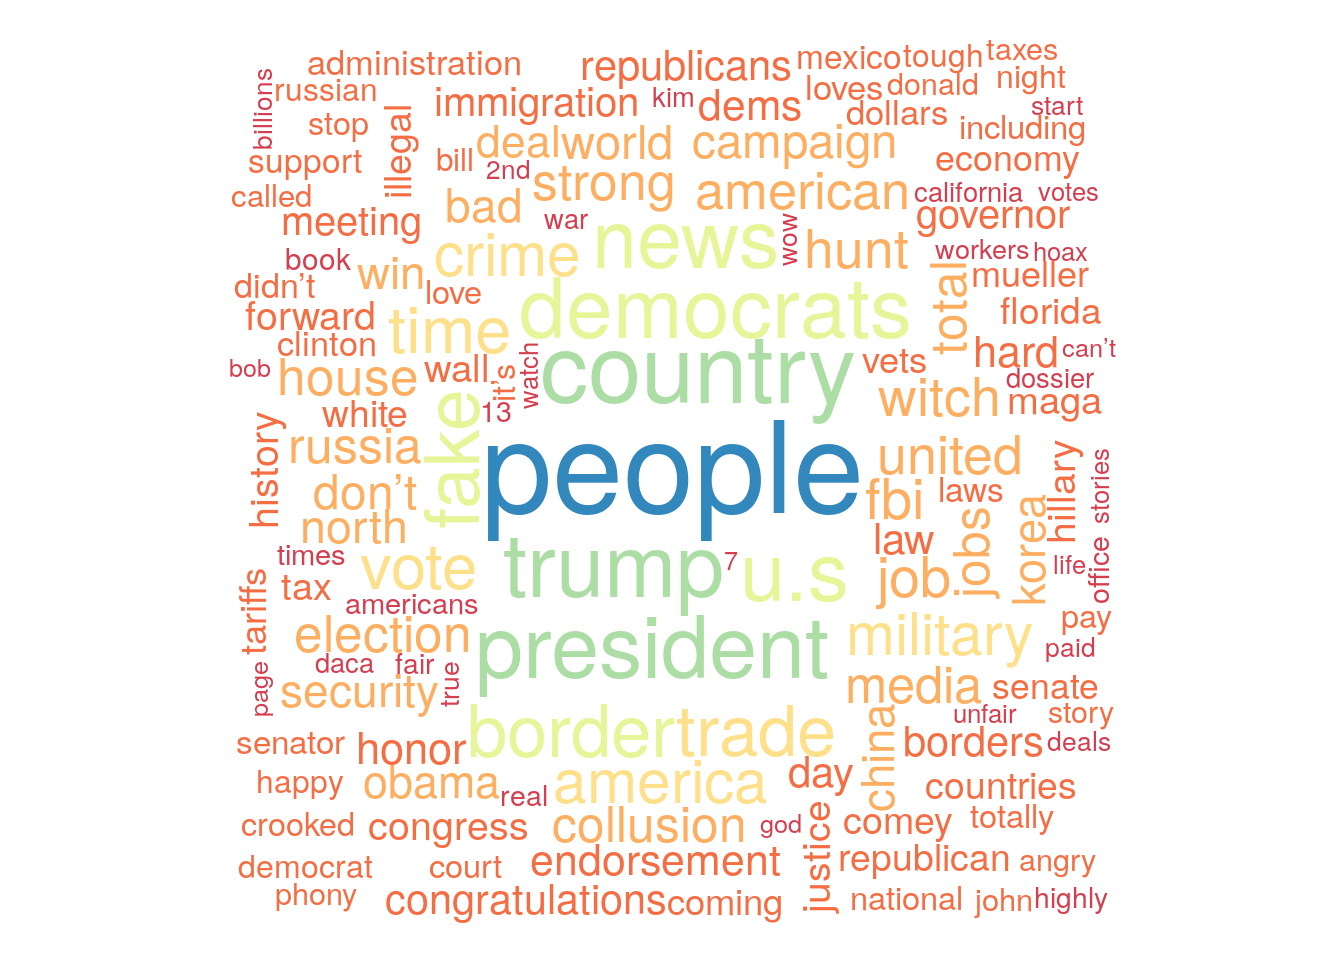 administration
republicans
mexico
tough
taxes
billions
russian
immigration
kim
dems
loves
donald
night
stop
illegal
dollars
start
including
support
bill
deal
world
campaign
economy
called
2nd
strong
american
california
votes
meeting
bad
war
news
wow
hunt
governor
book
win
crime
workers
hoax
didn’t
love
democrats
total
mueller
forward
time
florida
clinton
country
hard
can’t
bob
house
wall
it’s
watch
vets
dossier
white
fake
13
witch
maga
history
russia
people
united
hillary
stories
don’t
fbi
laws
north
law
jobs
korea
office
times
vote
trump
7
u.s
job
life
tariffs
tax
americans
election
president
military
pay
page
daca
fair
true
paid
security
media
senate
border
trade
china
unfair
story
senator
honor
borders
deals
happy
obama
real
america
day
countries
crooked
congress
collusion
god
justice
comey
totally
democrat
court
endorsement
republican
angry
phony
congratulations
coming
national
john
highly